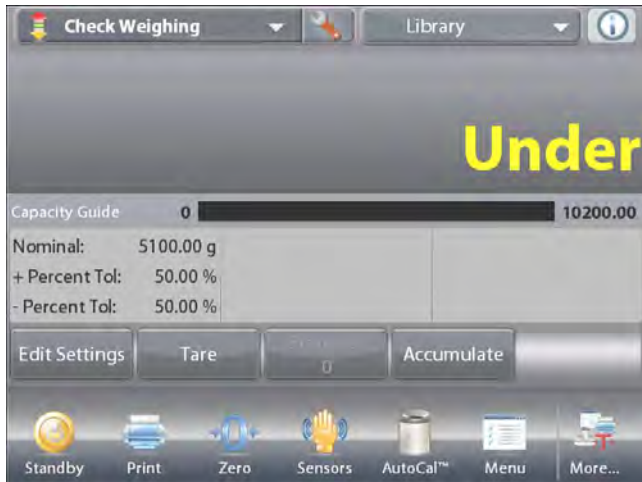 Check Weighing Library
Under
Capacity Guide 0 10200.00
Nominal: 5100.00 g
+ Percent Tol: 50.00 %
- Percent Tol: 50.00 %
Edit Settings Tare 0 Accumulate
Standby Print Zero Sensors AutoCal™ Menu More...